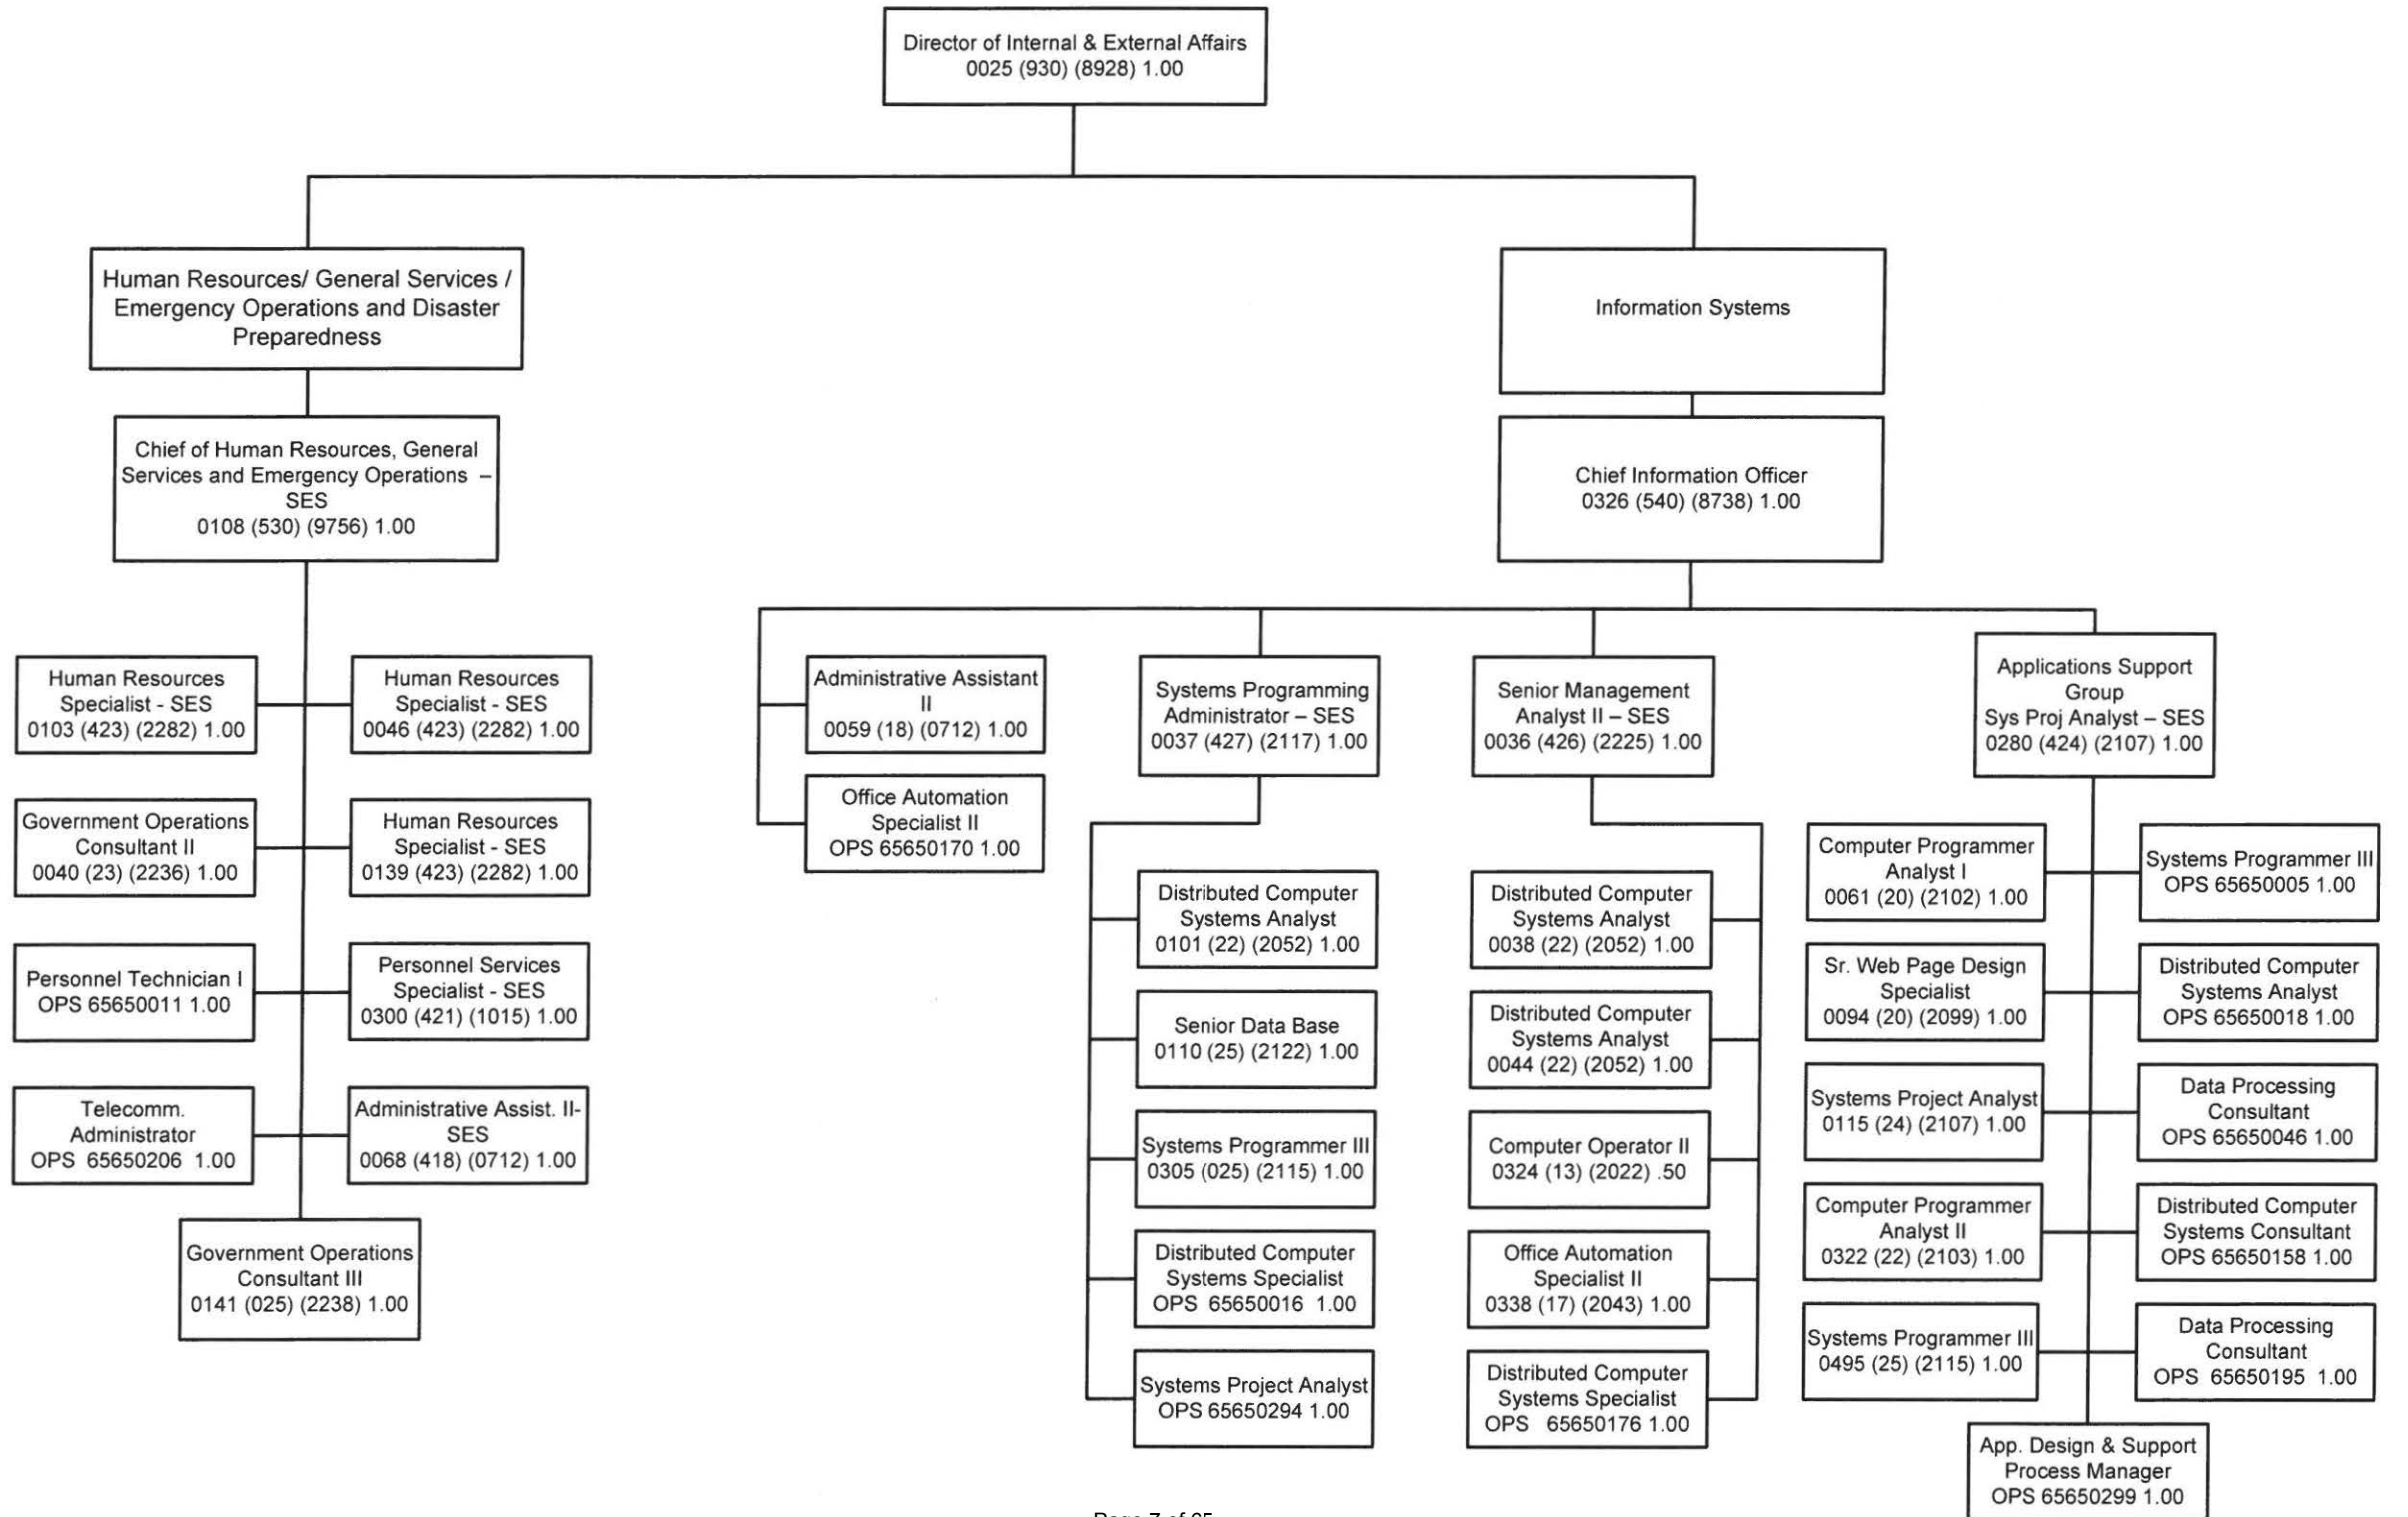 Director of Internal & External Affairs
0025 (930) (8928) 1.00
Human Resources/ General Services /
Emergency Operations and Disaster
Preparedness
Chief of Human Resources, General
Services and Emergency Operations –
SES
0108 (530) (9756) 1.00
Human Resources
Specialist - SES
0103 (423) (2282) 1.00
Human Resources
Specialist - SES
0046 (423) (2282) 1.00
Government Operations
Consultant II
0040 (23) (2236) 1.00
Human Resources
Specialist - SES
0139 (423) (2282) 1.00
Personnel Technician I
OPS 65650011 1.00
Personnel Services
Specialist - SES
0300 (421) (1015) 1.00
Telecomm.
Administrator
OPS 65650206 1.00
Administrative Assist. II-
SES
0068 (418) (0712) 1.00
Government Operations
Consultant III
0141 (025) (2238) 1.00
Information Systems
Chief Information Officer
0326 (540) (8738) 1.00
Administrative Assistant
II
0059 (18) (0712) 1.00
Office Automation
Specialist II
OPS 65650170 1.00
Systems Programming
Administrator – SES
0037 (427) (2117) 1.00
Distributed Computer
Systems Analyst
0101 (22) (2052) 1.00
Senior Data Base
0110 (25) (2122) 1.00
Systems Programmer III
0305 (025) (2115) 1.00
Distributed Computer
Systems Specialist
OPS 65650016 1.00
Systems Project Analyst
OPS 65650294 1.00
Senior Management
Analyst II – SES
0036 (426) (2225) 1.00
Distributed Computer
Systems Analyst
0038 (22) (2052) 1.00
Distributed Computer
Systems Analyst
0044 (22) (2052) 1.00
Computer Operator II
0324 (13) (2022) .50
Office Automation
Specialist II
0338 (17) (2043) 1.00
Distributed Computer
Systems Specialist
OPS 65650176 1.00
Applications Support
Group
Sys Proj Analyst – SES
0280 (424) (2107) 1.00
Computer Programmer
Analyst I
0061 (20) (2102) 1.00
Systems Programmer III
OPS 65650005 1.00
Sr. Web Page Design
Specialist
0094 (20) (2099) 1.00
Distributed Computer
Systems Analyst
OPS 65650018 1.00
Systems Project Analyst
0115 (24) (2107) 1.00
Data Processing
Consultant
OPS 65650046 1.00
Computer Programmer
Analyst II
0322 (22) (2103) 1.00
Distributed Computer
Systems Consultant
OPS 65650158 1.00
Systems Programmer III
0495 (25) (2115) 1.00
Data Processing
Consultant
OPS 65650195 1.00
App. Design & Support
Process Manager
OPS 65650299 1.00
Page 7 of 65